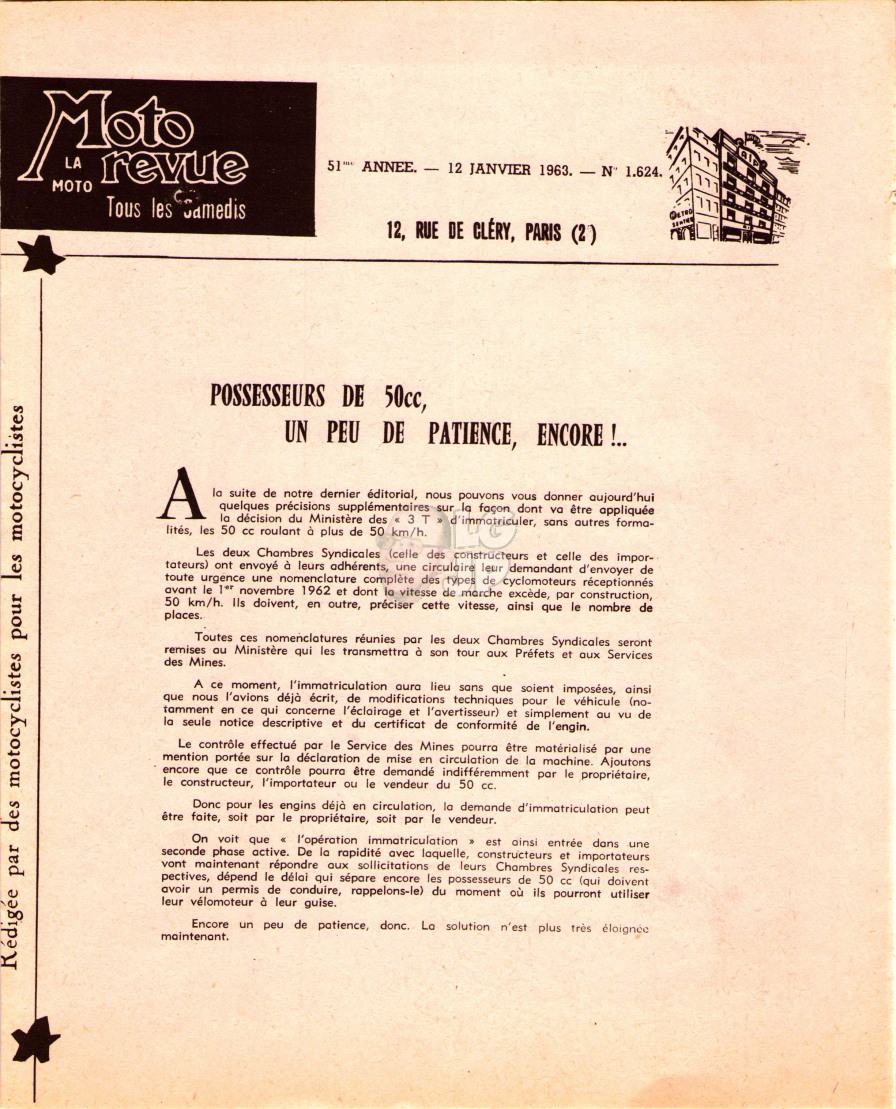 Moto
LA
MOTO
revue
Tous les Samedis
51me ANNEE. — 12 JANVIER 1963. — N° 1.624.
12, RUE DE CLÉRY, PARIS (2e)
METRO
SENTIER
Rédigée par des motocyclistes pour les motocyclistes
POSSESSEURS DE 50cc,
UN PEU DE PATIENCE, ENCORE !..
A la suite de notre dernier éditorial, nous pouvons vous donner aujourd'hui
quelques précisions supplémentaires sur la façon dont va être appliquée
la décision du Ministère des « 3 T » d'immatriculer, sans autres forma-
lités, les 50 cc roulant à plus de 50 km/h.
Les deux Chambres Syndicales (celle des constructeurs et celle des impor-
tateurs) ont envoyé à leurs adhérents, une circulaire leur demandant d'envoyer de
toute urgence une nomenclature complète des types de cyclomoteurs réceptionnés
avant le 1er novembre 1962 et dont la vitesse de marche excède, par construction,
50 km/h. Ils doivent, en outre, préciser cette vitesse, ainsi que le nombre de
places.
Toutes ces nomenclatures réunies par les deux Chambres Syndicales seront
remises au Ministère qui les transmettra à son tour aux Préfets et aux Services
des Mines.
A ce moment, l'immatriculation aura lieu sans que soient imposées, ainsi
que nous l'avions déjà écrit, de modifications techniques pour le véhicule (no-
tamment en ce qui concerne l'éclairage et l'avertisseur) et simplement au vu de
la seule notice descriptive et du certificat de conformité de l'engin.
Le contrôle effectué par le Service des Mines pourra être matérialisé par une
mention portée sur la déclaration de mise en circulation de la machine. Ajoutons
encore que ce contrôle pourra être demandé indifféremment par le propriétaire,
le constructeur, l'importateur ou le vendeur du 50 cc.
Donc pour les engins déjà en circulation, la demande d'immatriculation peut
être faite, soit par le propriétaire, soit par le vendeur.
On voit que « l'opération immatriculation » est ainsi entrée dans une
seconde phase active. De la rapidité avec laquelle, constructeurs et importateurs
vont maintenant répondre aux sollicitations de leurs Chambres Syndicales res-
pectives, dépend le délai qui sépare encore les possesseurs de 50 cc (qui doivent
avoir un permis de conduire, rappelons-le) du moment où ils pourront utiliser
leur vélomoteur à leur guise.
Encore un peu de patience, donc. La solution n'est plus très éloignée
maintenant.